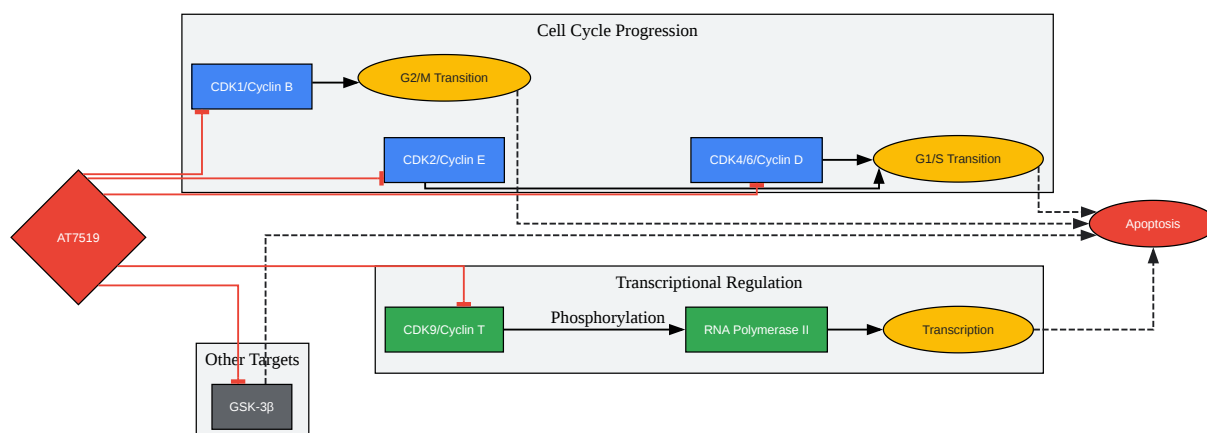 Cell Cycle Progression
CDK1/Cyclin B
G2/M Transition
CDK2/Cyclin E
CDK4/6/Cyclin D
G1/S Transition
AT7519
Apoptosis
Transcriptional Regulation
CDK9/Cyclin T
Phosphorylation
RNA Polymerase II
Transcription
Other Targets
GSK-3β